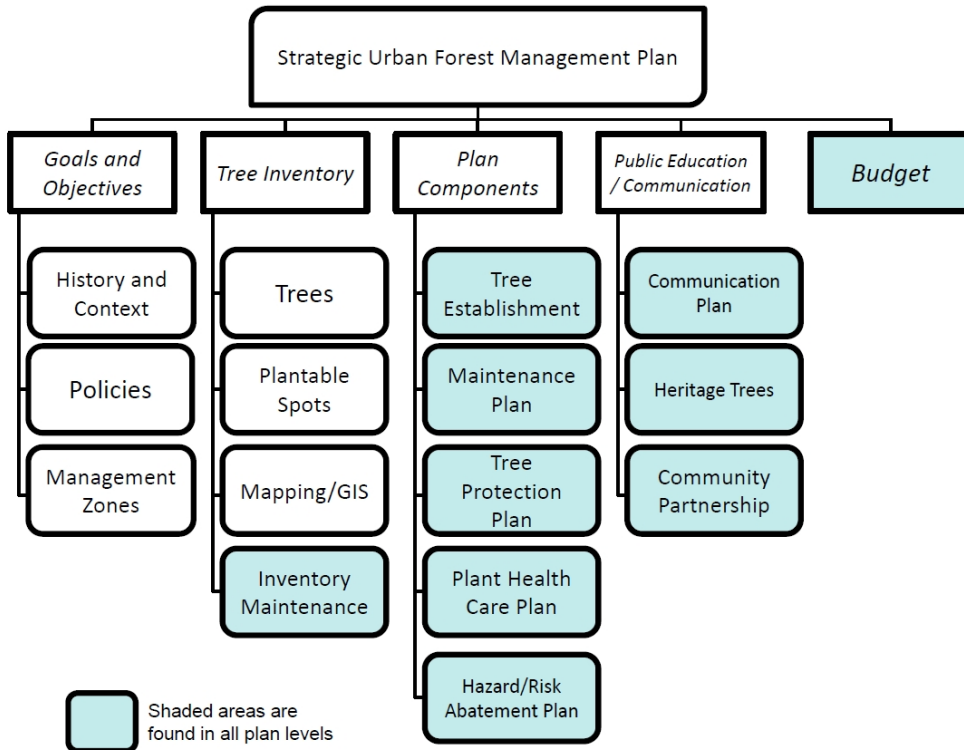 Strategic Urban Forest Management Plan
Goals and
Objectives
Tree Inventory
Plan
Components
Public Education
/ Communication
Budget
History and
Context
Policies
Management
Zones
Trees
Plantable
Spots
Mapping/GIS
Inventory
Maintenance
Tree
Establishment
Maintenance
Plan
Tree
Protection
Plan
Plant Health
Care Plan
Hazard/Risk
Abatement Plan
Communication
Plan
Heritage Trees
Community
Partnership
Shaded areas are
found in all plan levels